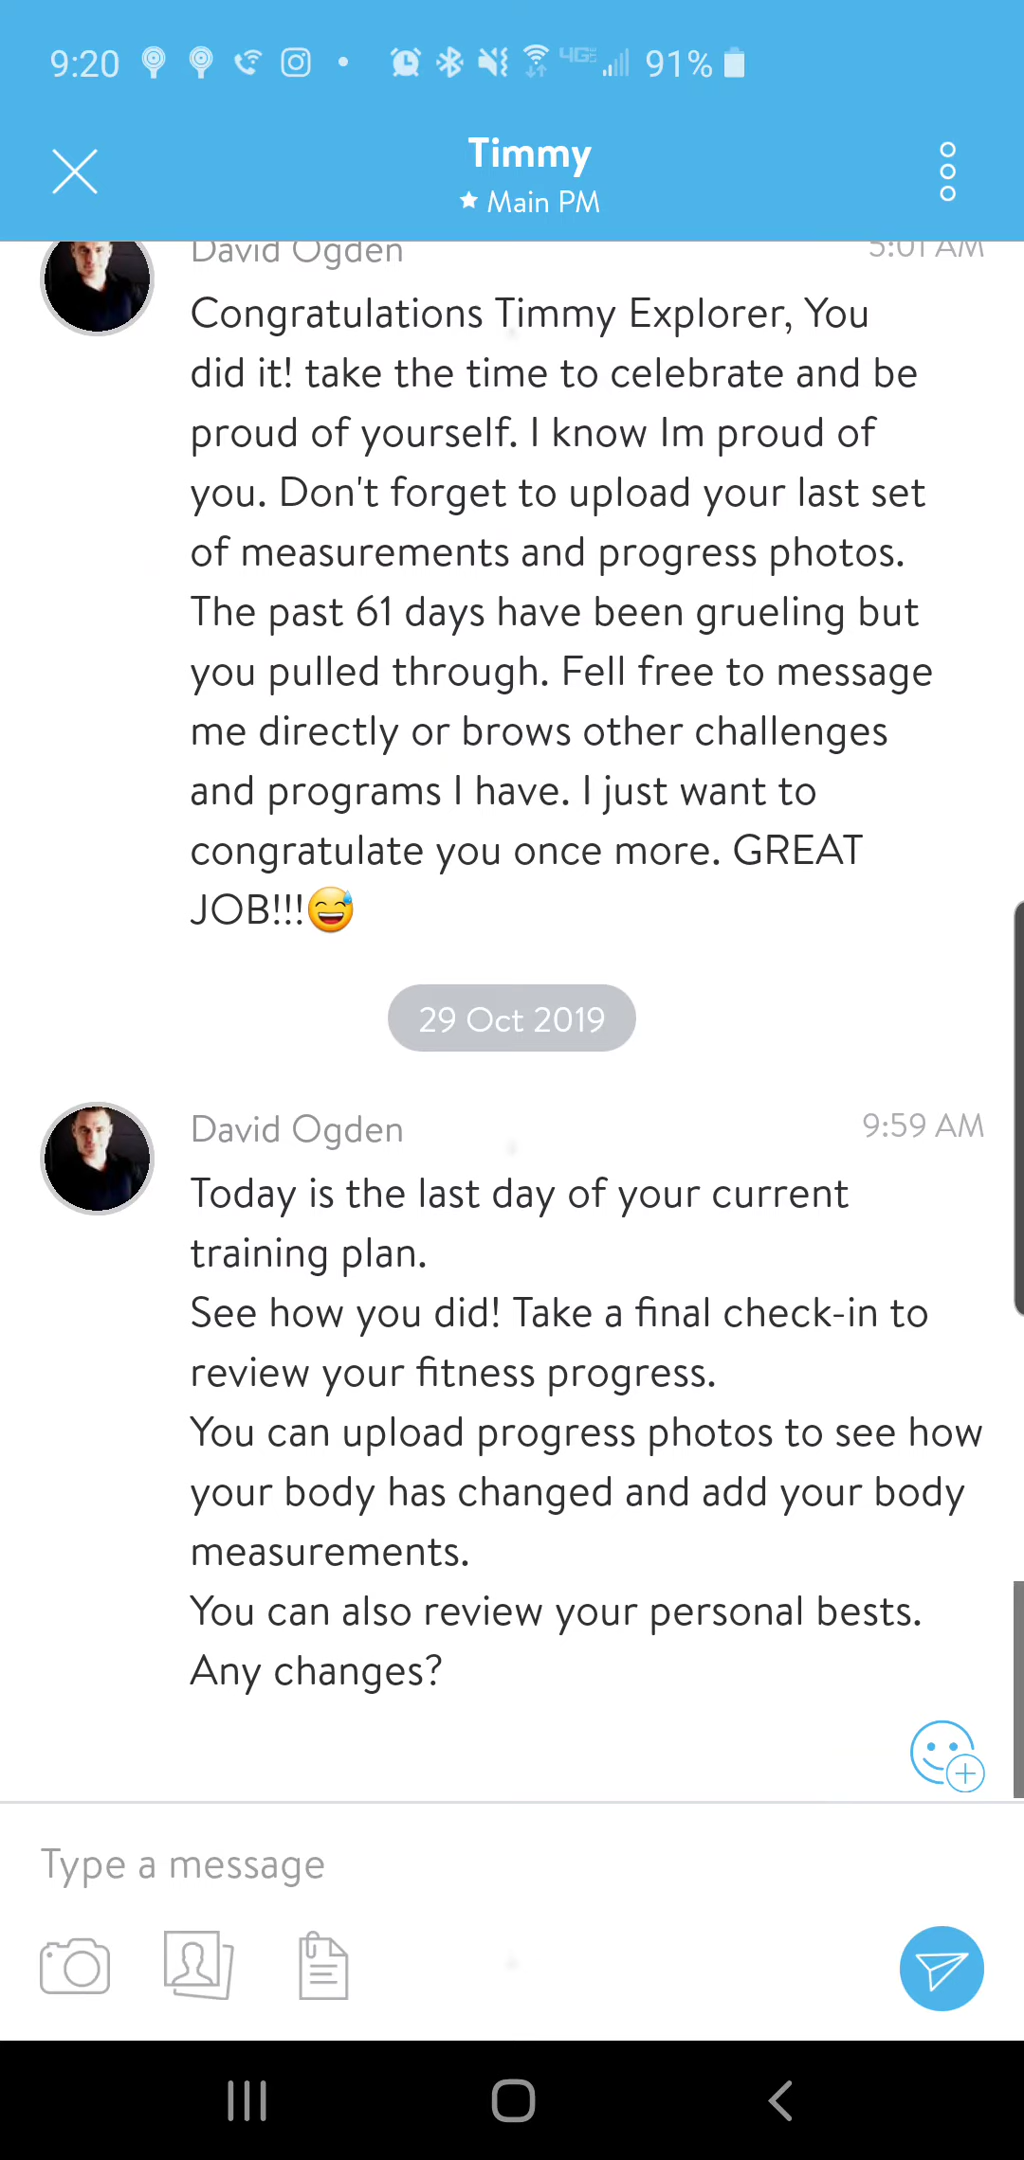 9:20 4GE 91%
Timmy
★ Main PM
David Ogden 5:01 AM
Congratulations Timmy Explorer, You
did it! take the time to celebrate and be
proud of yourself. I know Im proud of
you. Don't forget to upload your last set
of measurements and progress photos.
The past 61 days have been grueling but
you pulled through. Fell free to message
me directly or brows other challenges
and programs I have. I just want to
congratulate you once more. GREAT
JOB!!!😅
29 Oct 2019
David Ogden 9:59 AM
Today is the last day of your current
training plan.
See how you did! Take a final check-in to
review your fitness progress.
You can upload progress photos to see how
your body has changed and add your body
measurements.
You can also review your personal bests.
Any changes?
Type a message